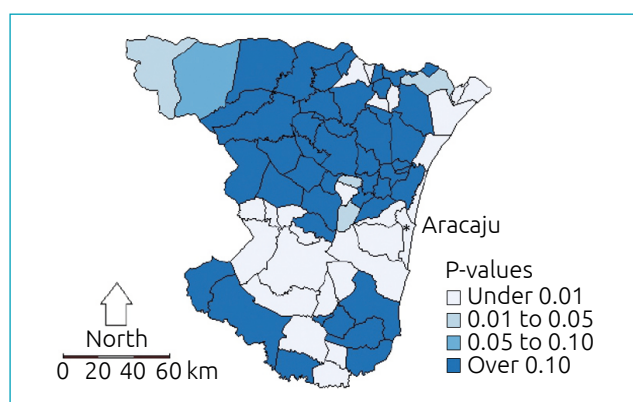 * Aracaju
P-values
Under 0.01
0.01 to 0.05
0.05 to 0.10
Over 0.10
North
0 20 40 60 km